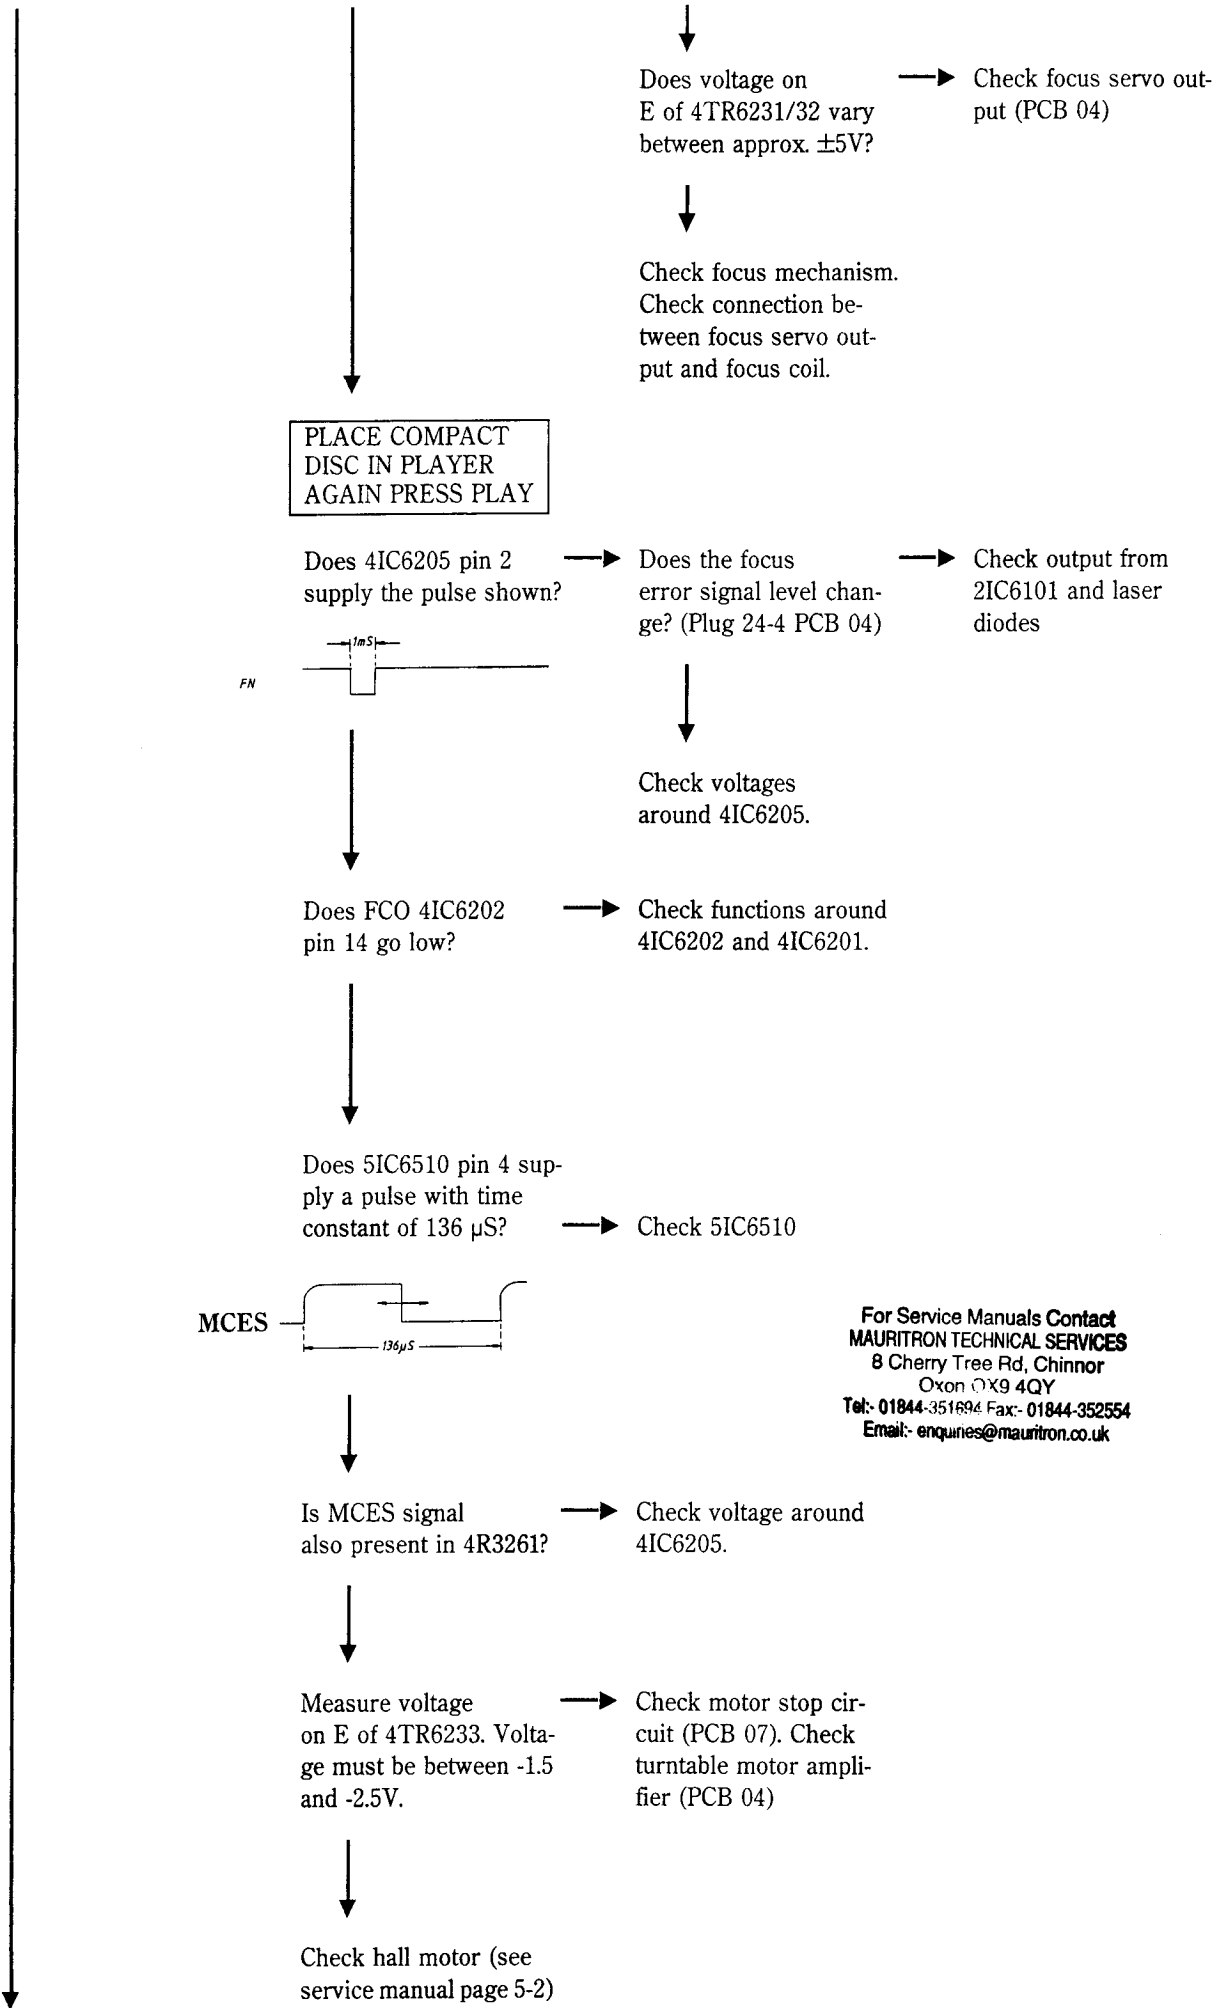 Does voltage on
E of 4TR6231/32 vary
between approx. ±5V?
Check focus servo out-
put (PCB 04)
Check focus mechanism.
Check connection be-
tween focus servo out-
put and focus coil.
PLACE COMPACT
DISC IN PLAYER
AGAIN PRESS PLAY
Does 4IC6205 pin 2
supply the pulse shown?
Does the focus
error signal level chan-
ge? (Plug 24-4 PCB 04)
Check output from
2IC6101 and laser
diodes
1mS
FN
Check voltages
around 4IC6205.
Does FCO 4IC6202
pin 14 go low?
Check functions around
4IC6202 and 4IC6201.
Does 5IC6510 pin 4 sup-
ply a pulse with time
constant of 136 µS?
Check 5IC6510
MCES
136µS
For Service Manuals Contact
MAURITRON TECHNICAL SERVICES
8 Cherry Tree Rd, Chinnor
Oxon OX9 4QY
Tel:- 01844-351694 Fax:- 01844-352554
Email:- enquiries@mauritron.co.uk
Is MCES signal
also present in 4R3261?
Check voltage around
4IC6205.
Measure voltage
on E of 4TR6233. Volta-
ge must be between -1.5
and -2.5V.
Check motor stop cir-
cuit (PCB 07). Check
turntable motor ampli-
fier (PCB 04)
Check hall motor (see
service manual page 5-2)